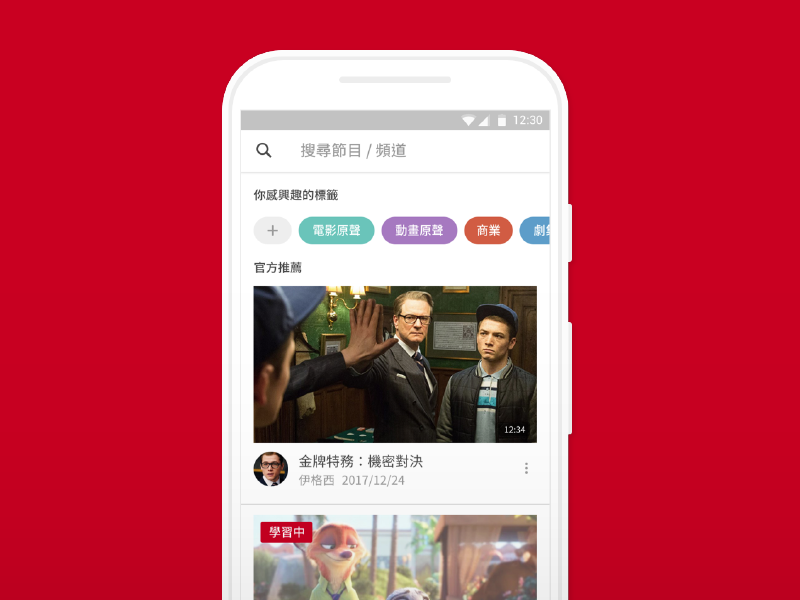 12:30
搜尋節目 / 頻道
你感興趣的標籤
+ 電影原聲 動畫原聲 商業 劇集
官方推薦
12:34
金牌特務：機密對決
伊格西 2017/12/24
學習中